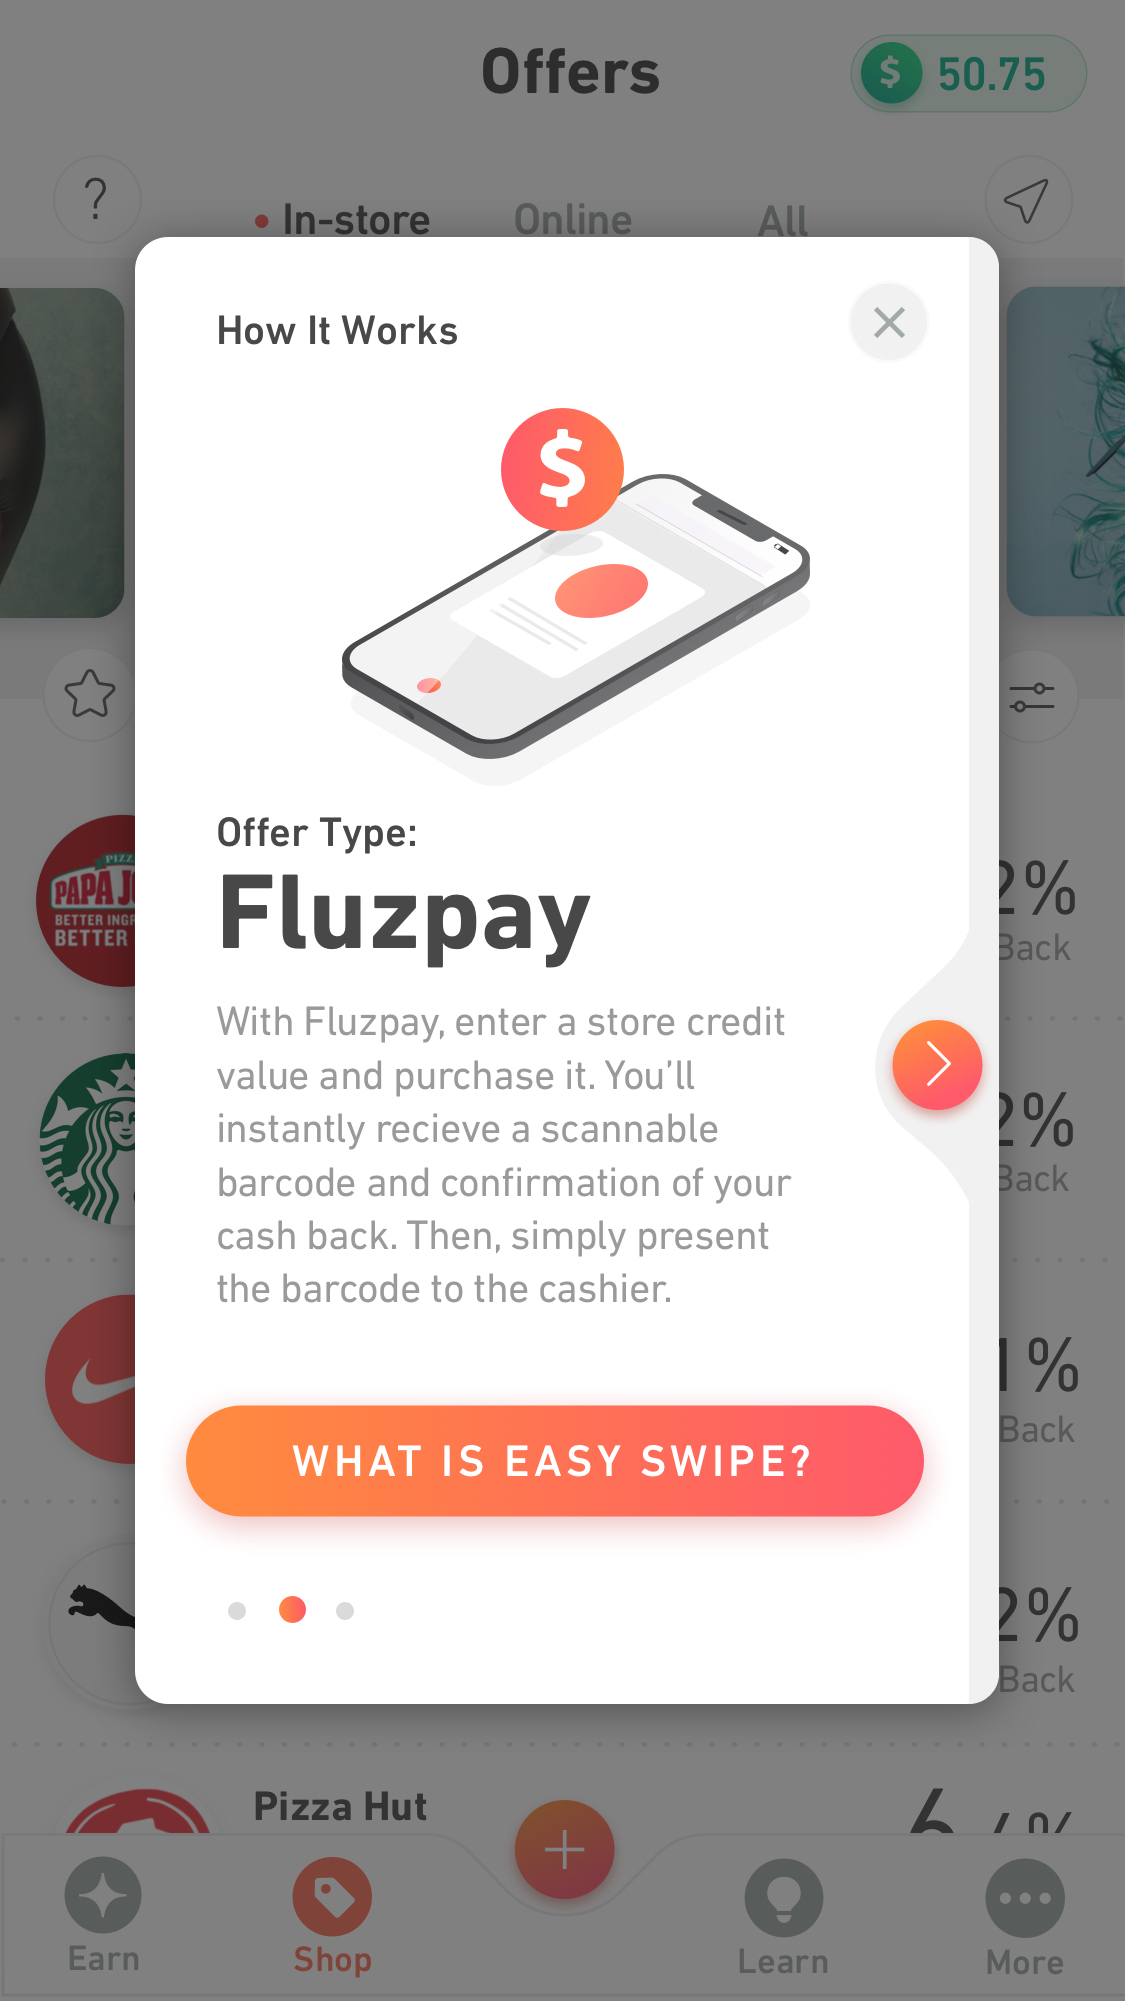 Offers
$ 50.75
?
In-store Online All
How It Works
$
Offer Type:
Fluzpay
With Fluzpay, enter a store credit
value and purchase it. You’ll
instantly recieve a scannable
barcode and confirmation of your
cash back. Then, simply present
the barcode to the cashier.
WHAT IS EASY SWIPE?
PIZZ
PAPA J
BETTER INGR
BETTER
2%
Back
2%
Back
1%
Back
2%
Back
Pizza Hut
Earn
Shop
Learn
More